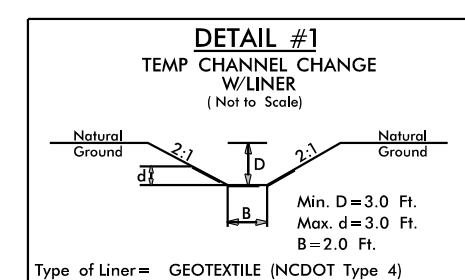 DETAIL #1
TEMP CHANNEL CHANGE
W/LINER
( Not to Scale)
Natural
Ground
2:1
D
2:1
Natural
Ground
d
B
Min. D=3.0 Ft.
Max. d=3.0 Ft.
B=2.0 Ft.
Type of Liner= GEOTEXTILE (NCDOT Type 4)